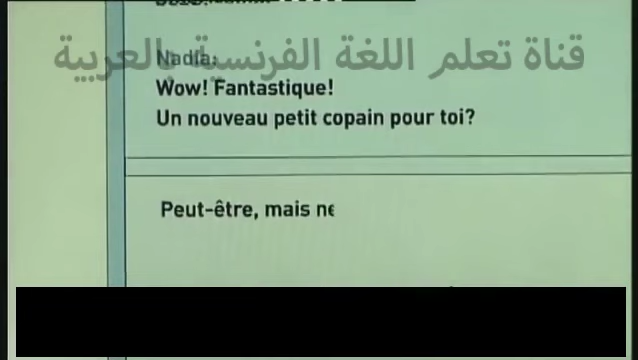 قناة تعلم اللغة الفرنسية بالعربية
Nadia:
Wow! Fantastique!
Un nouveau petit copain pour toi?
Peut-être, mais ne